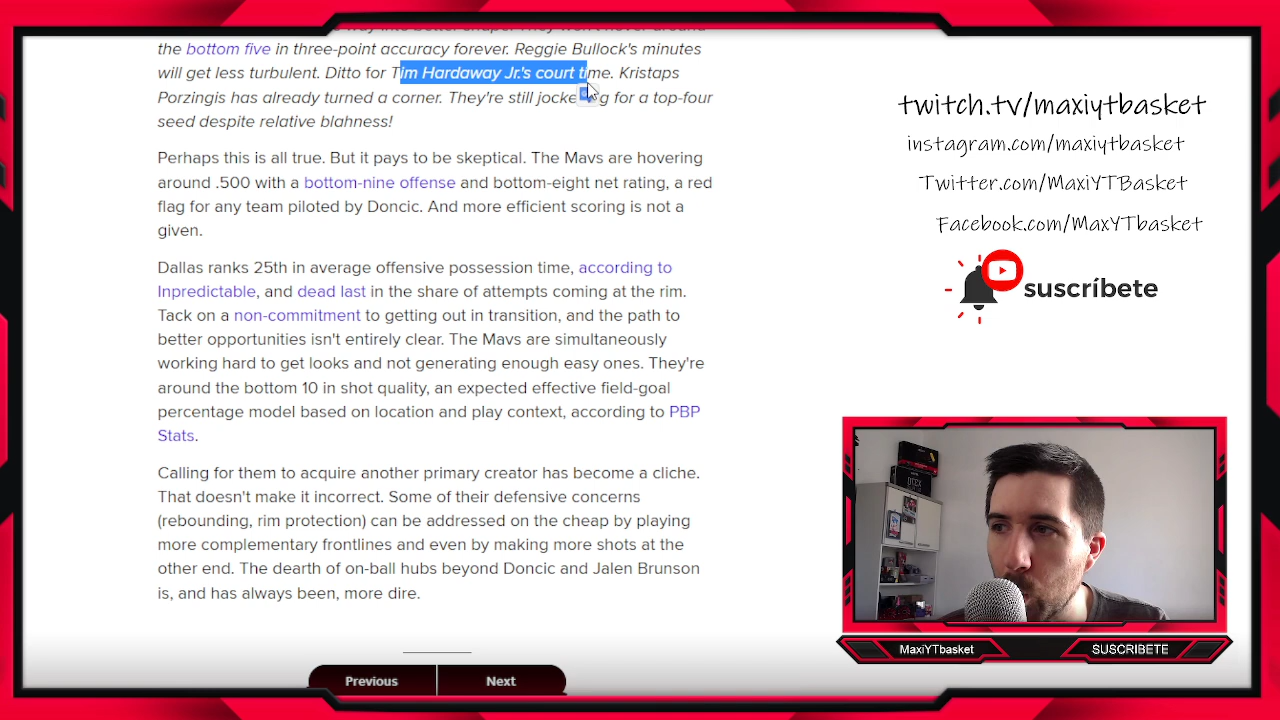 the bottom five in three-point accuracy forever. Reggie Bullock's minutes
will get less turbulent. Ditto for Tim Hardaway Jr.'s court time. Kristaps
Porzingis has already turned a corner. They're still jocke g for a top-four
seed despite relative blahness!
Perhaps this is all true. But it pays to be skeptical. The Mavs are hovering
around .500 with a bottom-nine offense and bottom-eight net rating, a red
flag for any team piloted by Doncic. And more efficient scoring is not a
given.
Dallas ranks 25th in average offensive possession time, according to
Inpredictable, and dead last in the share of attempts coming at the rim.
Tack on a non-commitment to getting out in transition, and the path to
better opportunities isn't entirely clear. The Mavs are simultaneously
working hard to get looks and not generating enough easy ones. They're
around the bottom 10 in shot quality, an expected effective field-goal
percentage model based on location and play context, according to PBP
Stats.
Calling for them to acquire another primary creator has become a cliche.
That doesn't make it incorrect. Some of their defensive concerns
(rebounding, rim protection) can be addressed on the cheap by playing
more complementary frontlines and even by making more shots at the
other end. The dearth of on-ball hubs beyond Doncic and Jalen Brunson
is, and has always been, more dire.
Previous
Next
twitch.tv/maxiytbasket
instagram.com/maxiytbasket
Twitter.com/MaxiYTBasket
Facebook.com/MaxYTbasket
suscríbete
MaxiYTbasket
SUSCRIBETE